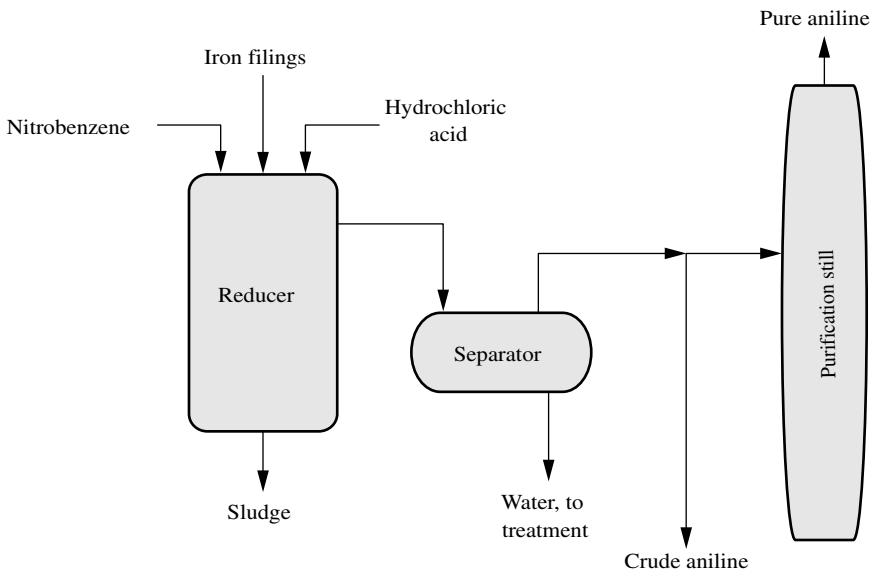 Pure aniline
Iron filings
Nitrobenzene
Hydrochloric
acid
Reducer
Separator
Purification still
Sludge
Water, to
treatment
Crude aniline